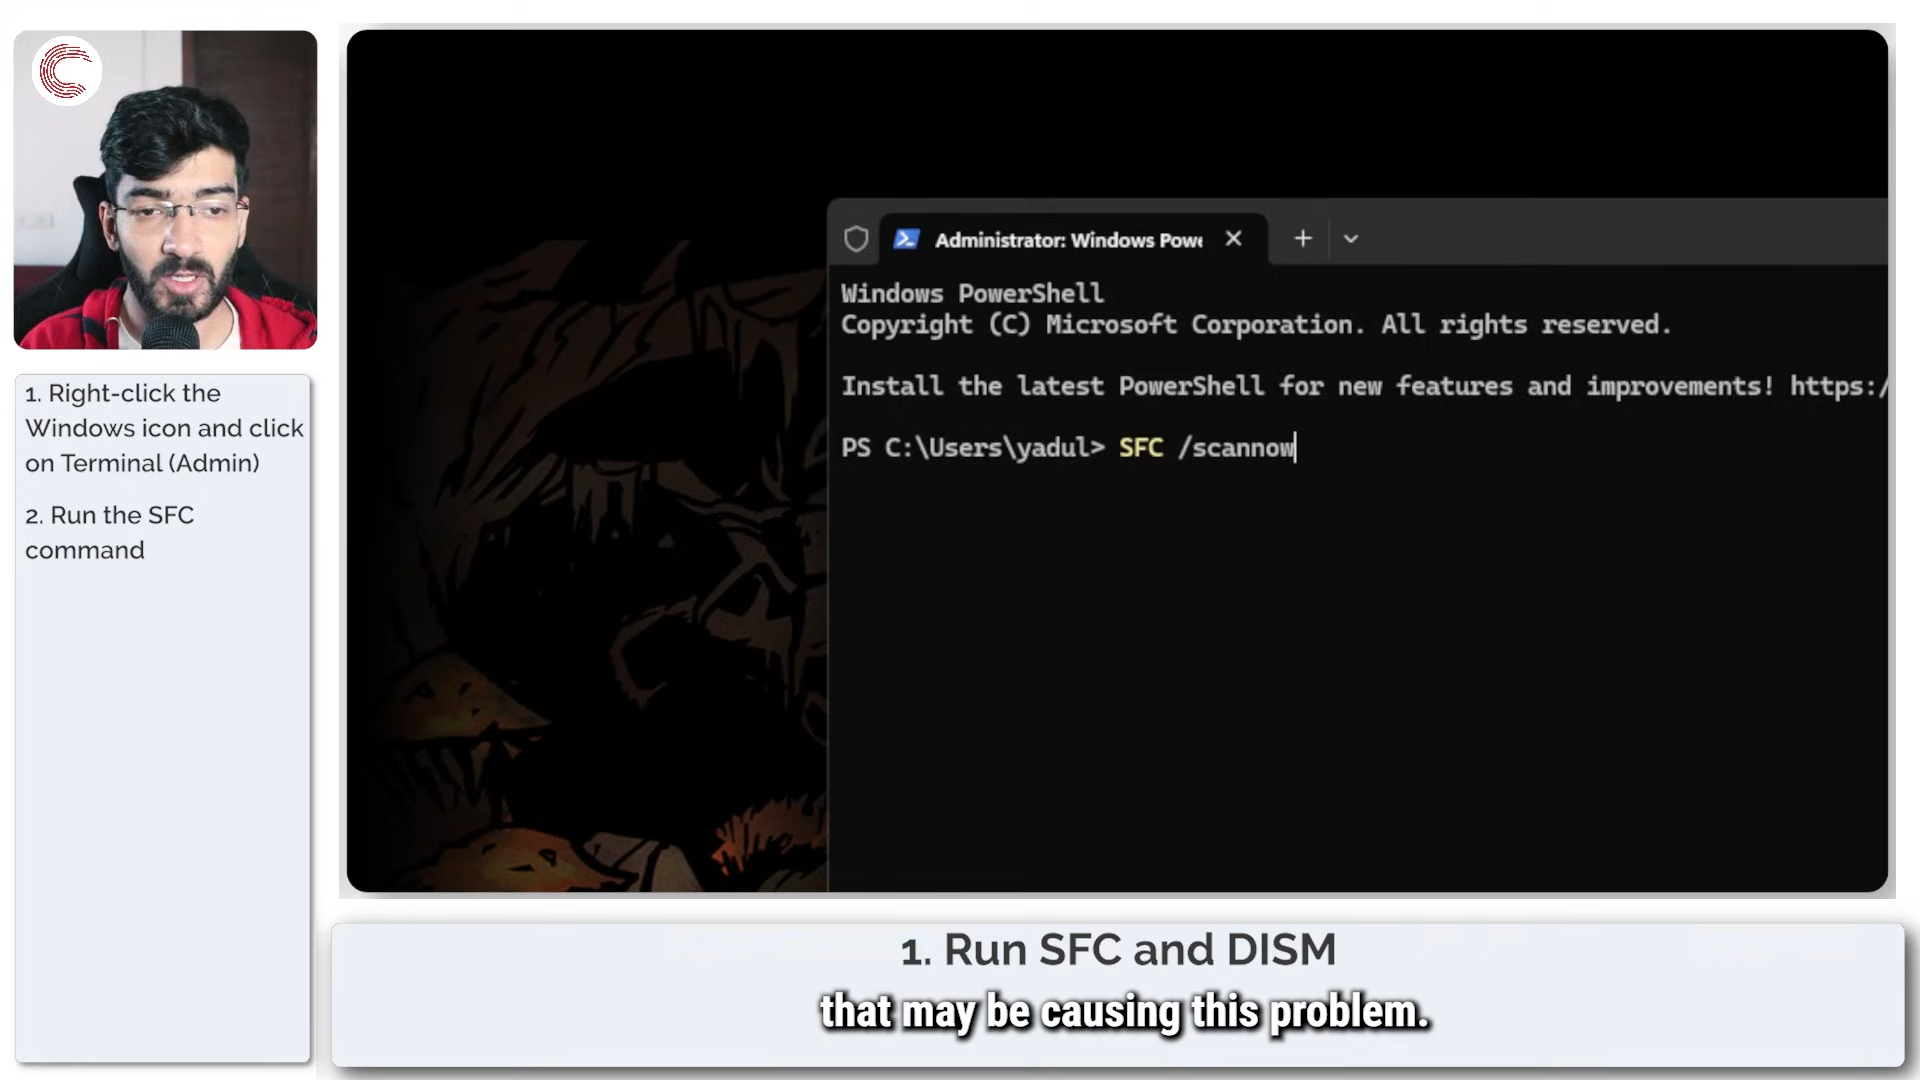 1. Right-click the
Windows icon and click
on Terminal (Admin)
2. Run the SFC
command
Administrator: Windows Powe
Windows PowerShell
Copyright (C) Microsoft Corporation. All rights reserved.
Install the latest PowerShell for new features and improvements! https:/
PS C:\Users\yadul> SFC /scannow
1. Run SFC and DISM
that may be causing this problem.